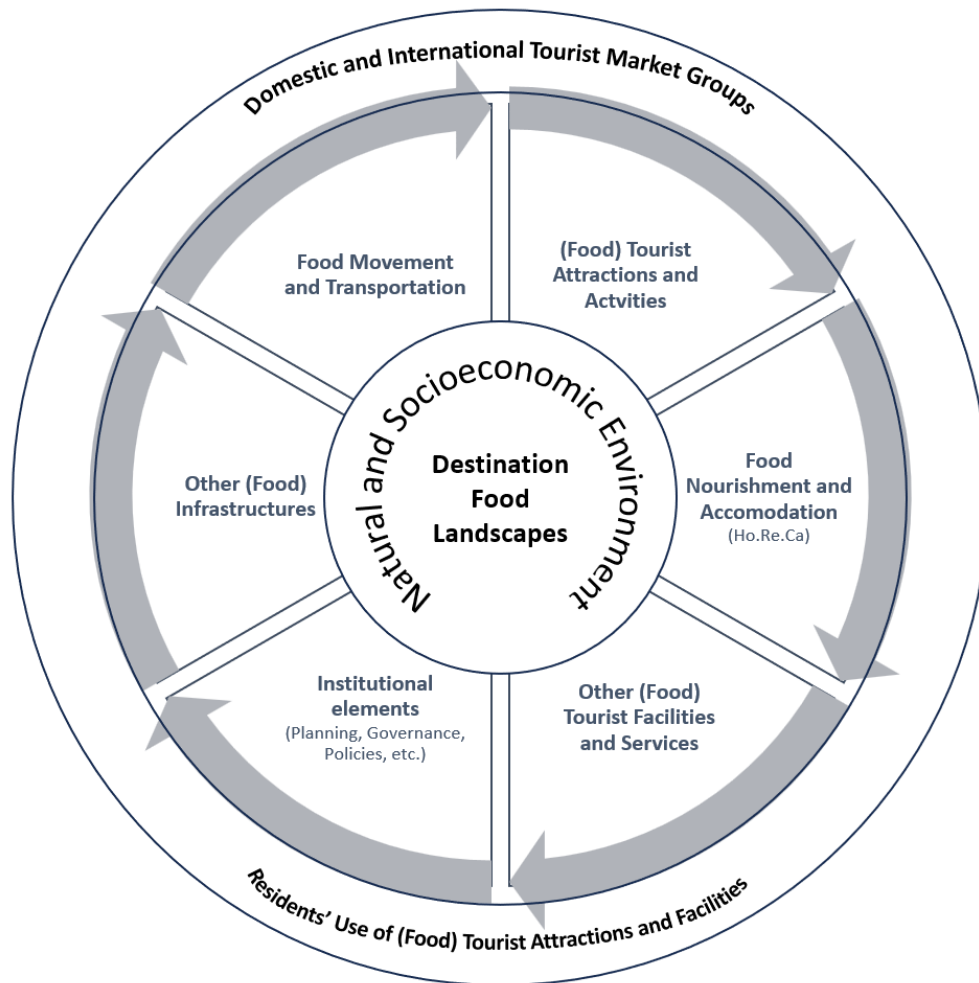 Domestic and International Tourist Market Groups
Food Movement
and Transportation
(Food) Tourist
Attractions and
Actvities
Natural and Socioeconomic Environment
Destination
Food
Landscapes
Other (Food)
Infrastructures
Food
Nourishment and
Accomodation
(Ho.Re.Ca)
Institutional
elements
(Planning, Governance,
Policies, etc.)
Other (Food)
Tourist Facilities
and Services
Residents’ Use of (Food) Tourist Attractions and Facilities